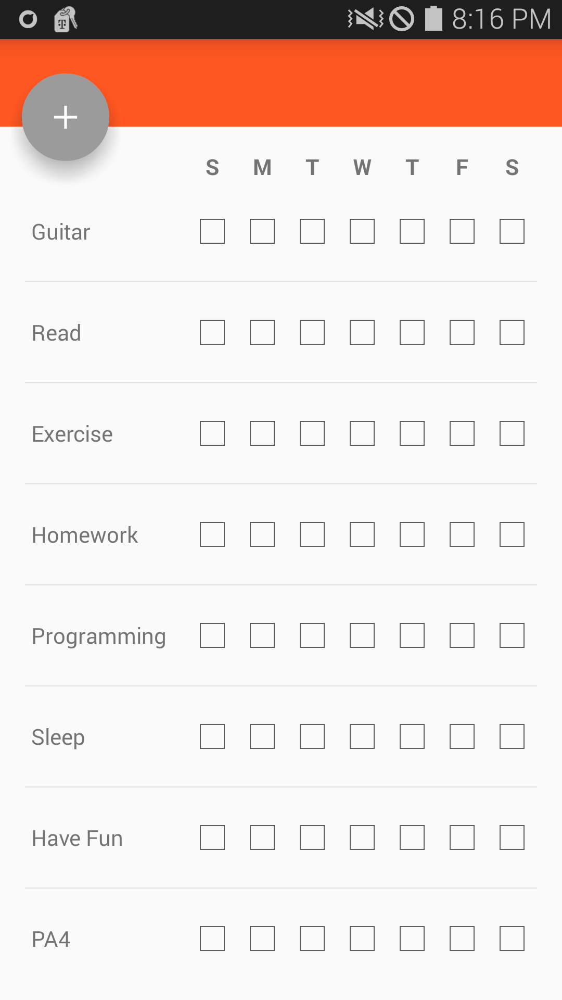 8:16 PM
S M T W T F S
Guitar
Read
Exercise
Homework
Programming
Sleep
Have Fun
PA4